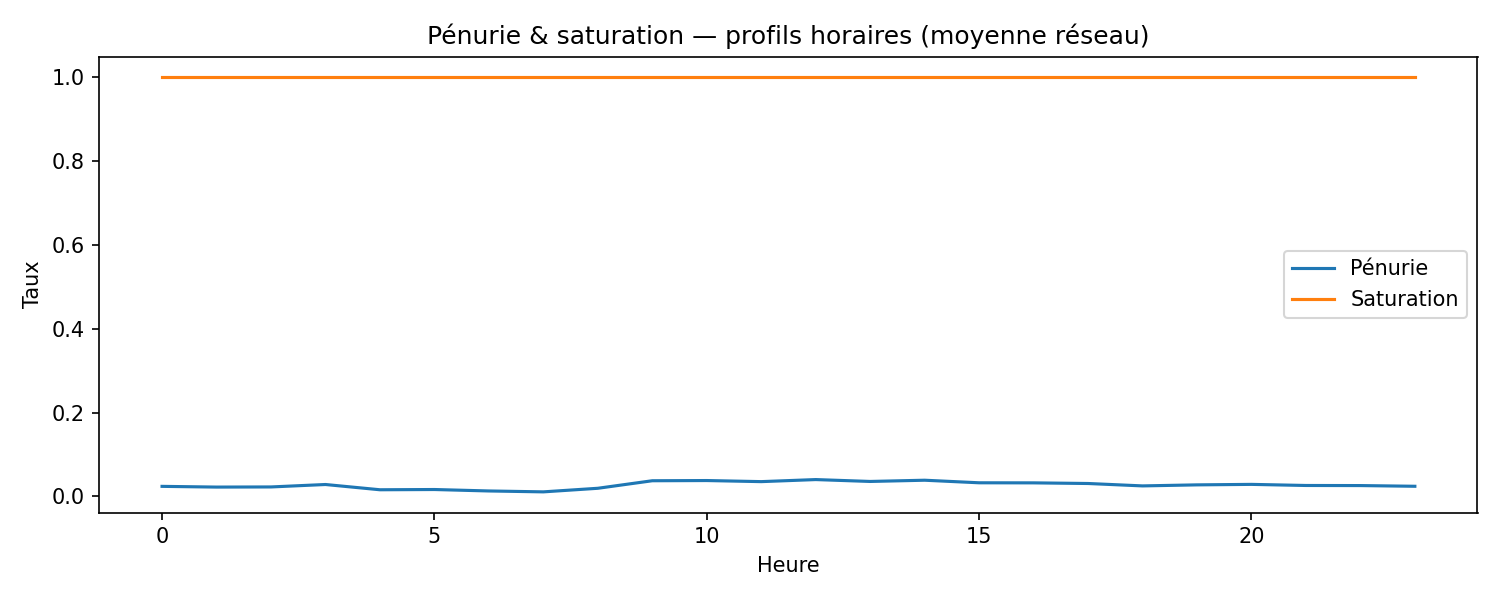 Pénurie & saturation — profils horaires (moyenne réseau)
1.0
0.8
0.6
0.4
0.2
0.0
Taux
Pénurie
Saturation
0 5 10 15 20
Heure